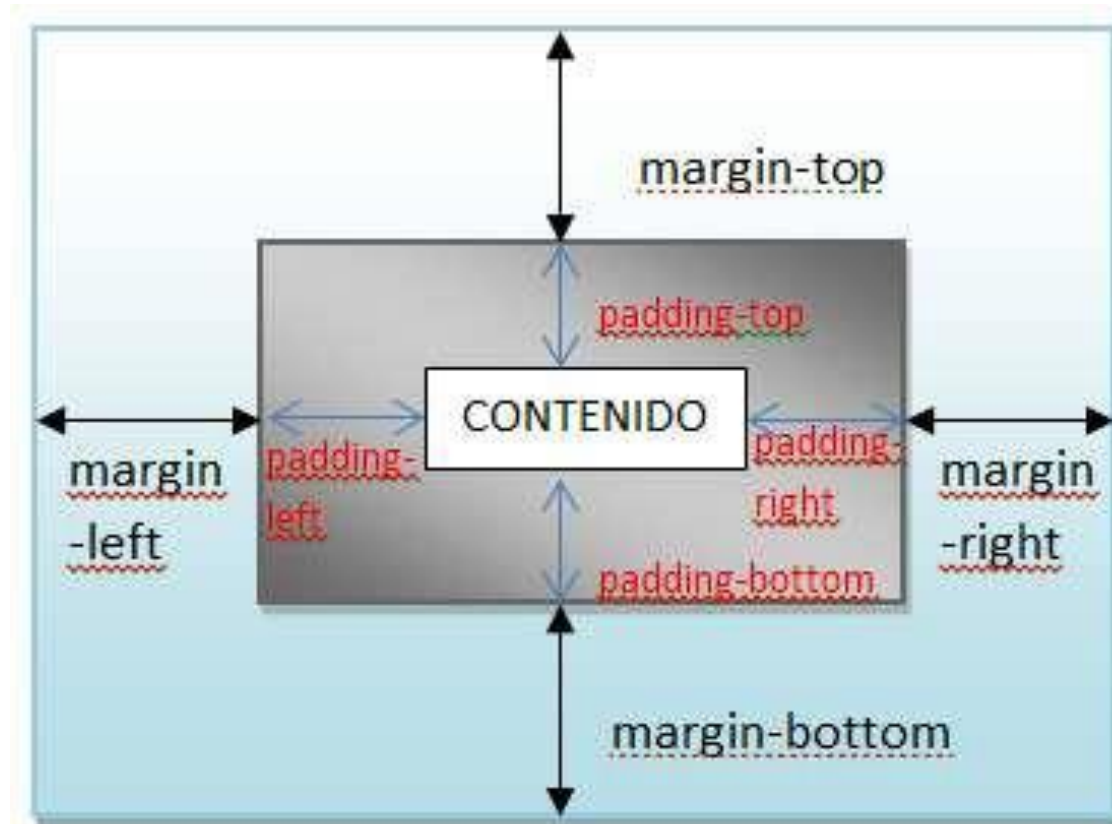 margin-top
padding-top
CONTENIDO
margin
-left
padding-
left
padding-
right
margin
-right
padding-bottom
margin-bottom